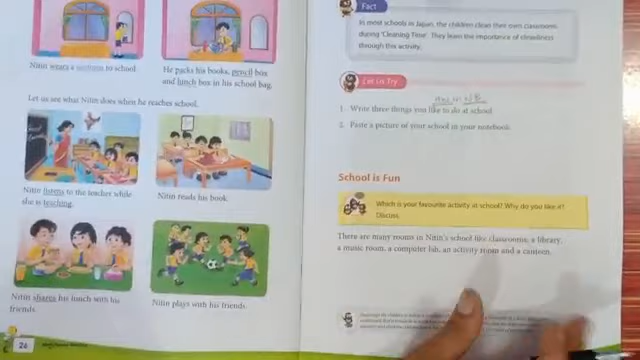 Nitin wears a uniform to school.
He packs his books, pencil box
and lunch box in his school bag.
Let us see what Nitin does when he reaches school.
Nitin listens to the teacher while
she is teaching.
Nitin reads his book.
Nitin shares his lunch with his
friends.
Nitin plays with his friends.
26
Fact
In most schools in Japan, the children clean their own classrooms
during 'Cleaning Time'. They learn the importance of cleanliness
through this activity.
Let Us Try
1. Write three things you like to do at school
2. Paste a picture of your school in your notebook.
School is Fun
Which is your favourite activity at school? Why do you like it?
Discuss.
There are many rooms in Nitin's school like classrooms, a library,
a music room, a computer lab, an activity room and a canteen.